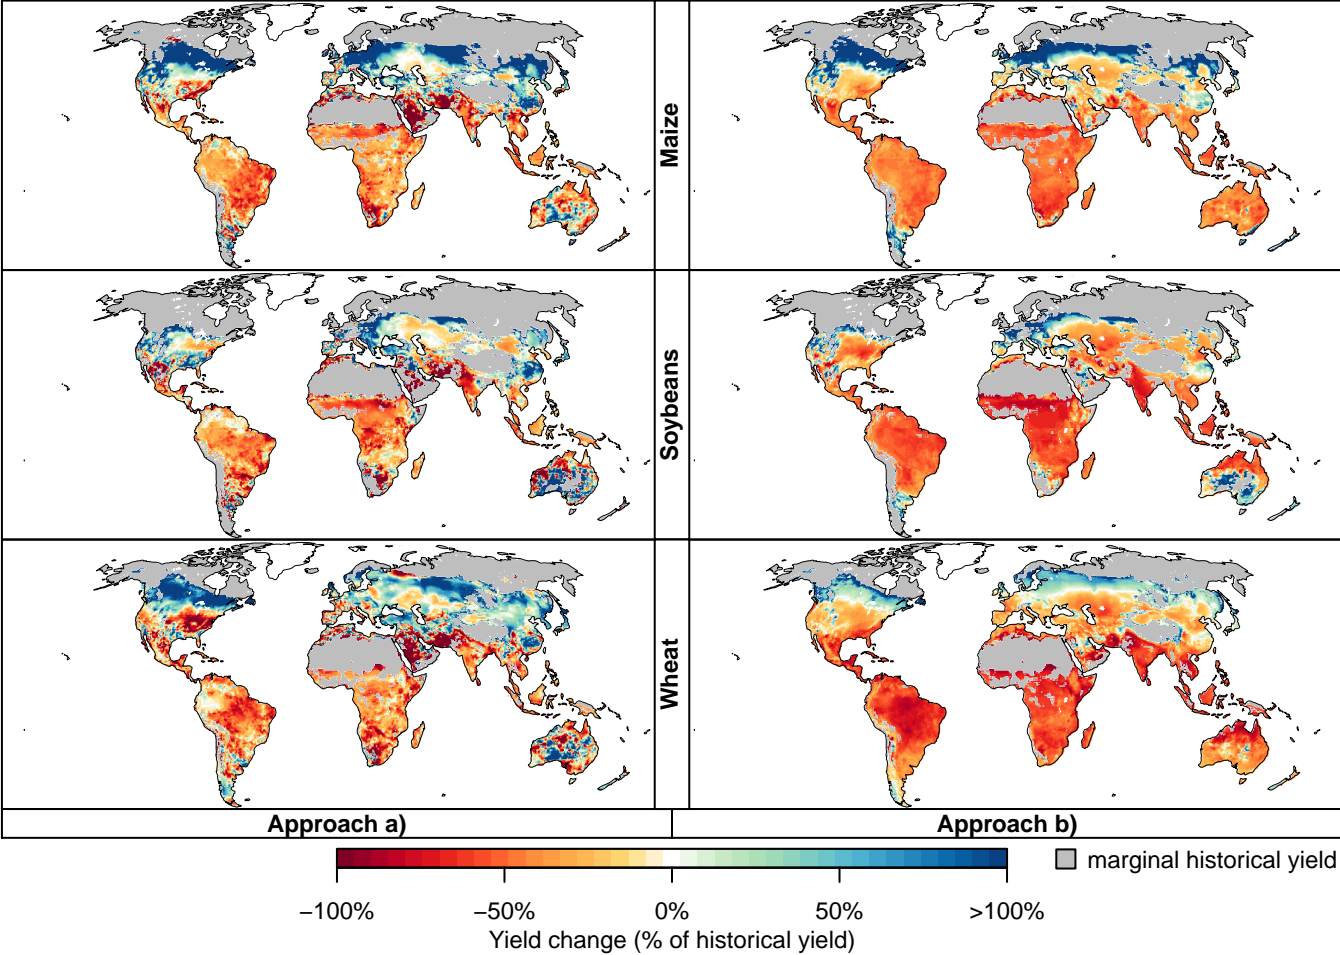 Maize
Soybeans
Wheat
Approach a)
Approach b)
marginal historical yield
−100%
−50%
0%
50%
>100%
Yield change (% of historical yield)